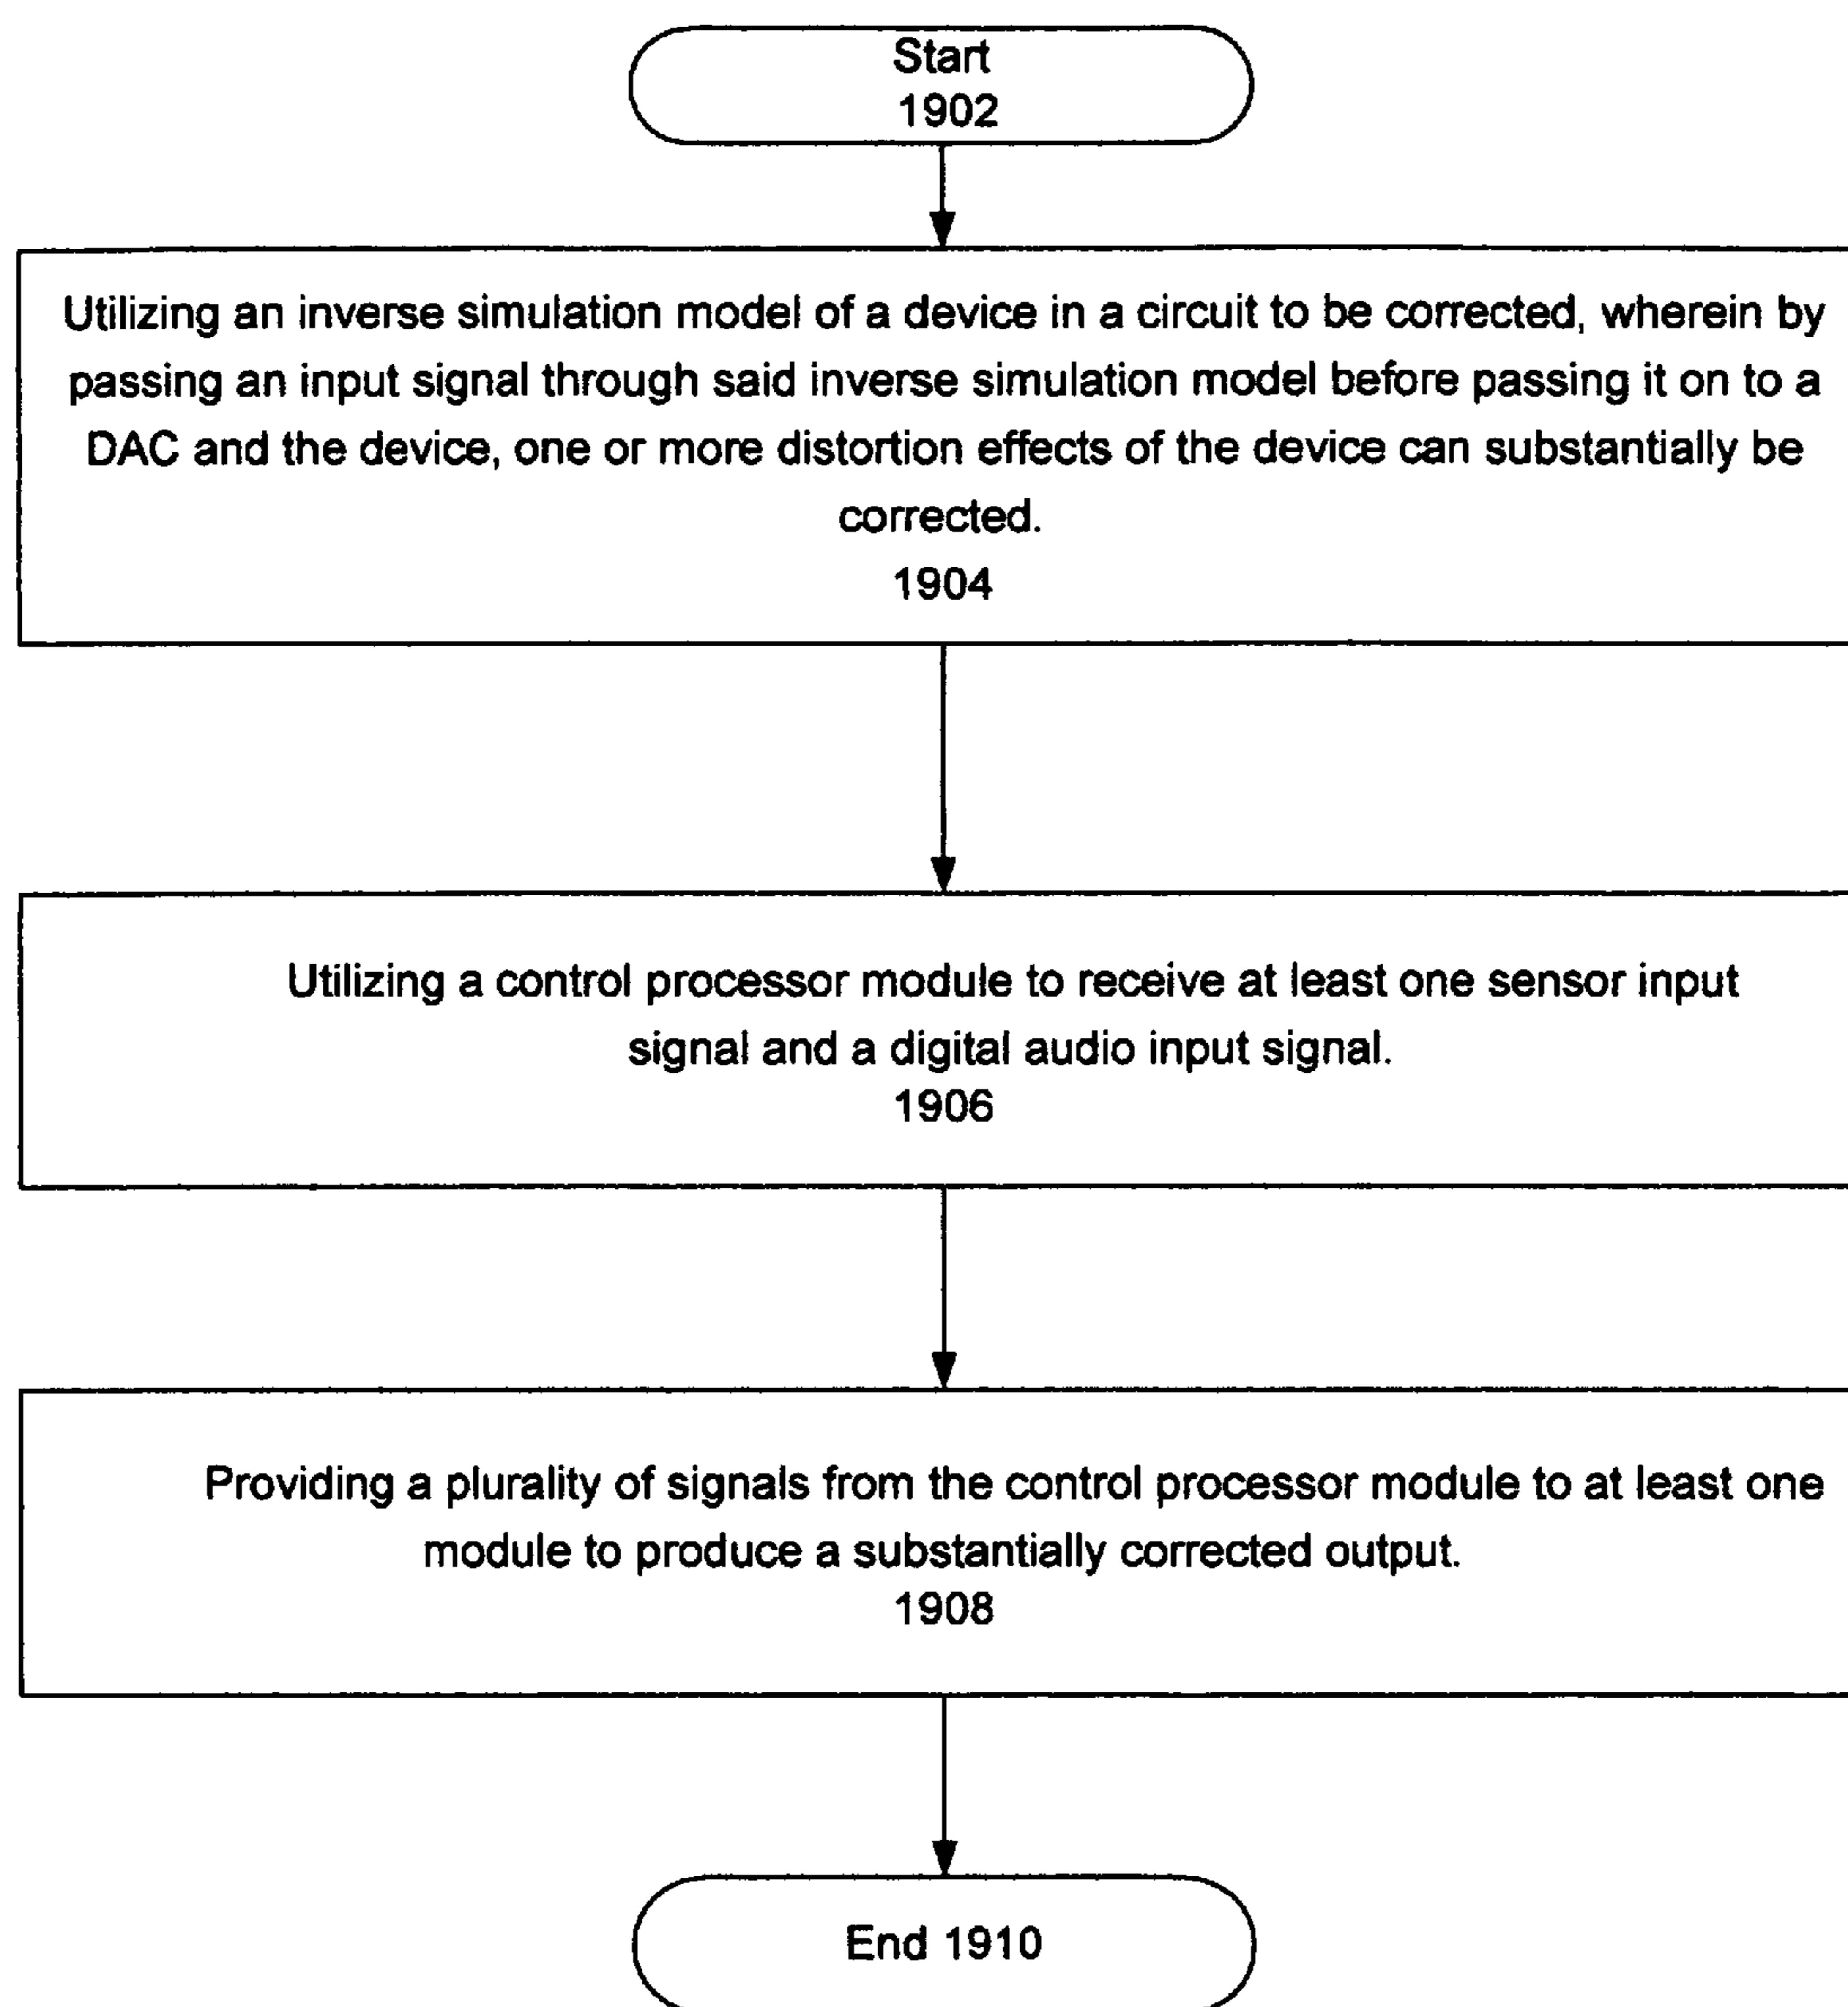 Start
1902
Utilizing an inverse simulation model of a device in a circuit to be corrected, wherein by
passing an input signal through said inverse simulation model before passing it on to a
DAC and the device, one or more distortion effects of the device can substantially be
corrected.
1904
Utilizing a control processor module to receive at least one sensor input
signal and a digital audio input signal.
1906
Providing a plurality of signals from the control processor module to at least one
module to produce a substantially corrected output.
1908
End 1910